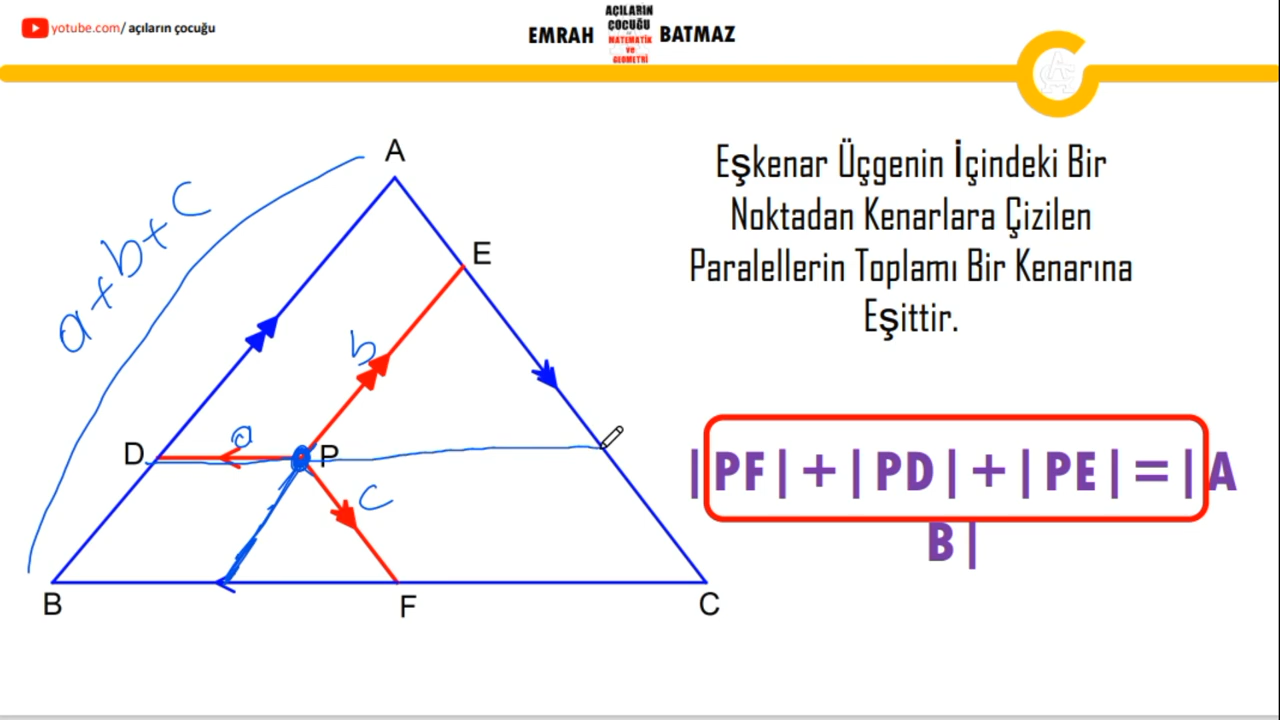 yotube.com/ açıların çocuğu
EMRAH
AÇILARIN
ÇOCUĞU
MATEMATİK
ve
GEOMETRİ
BATMAZ
Eşkenar Üçgenin İçindeki Bir
Noktadan Kenarlara Çizilen
Paralellerin Toplamı Bir Kenarına
Eşittir.
|PF|+|PD|+|PE|=|A
B|
A
a+b+c
E
b
D
a
P
c
B
F
C